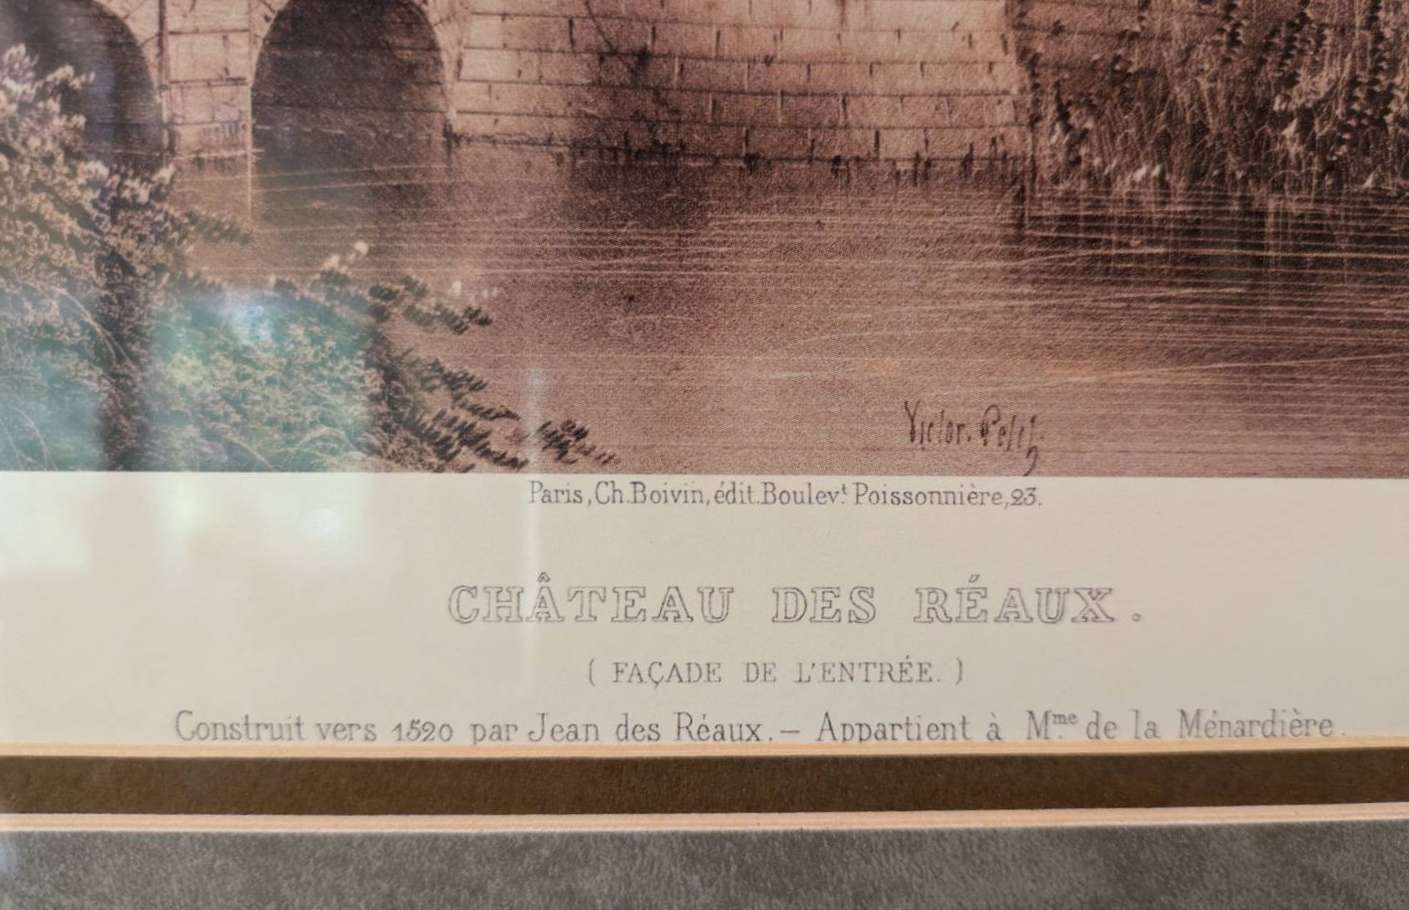 Victor. Petit.
Paris, Ch. Boivin, édit. Boulev.t Poissonnière, 23.
CHÂTEAU DES RÉAUX.
( FAÇADE DE L'ENTRÉE. )
Construit vers 1520 par Jean des Réaux. – Appartient à Mme. de la Ménardière.